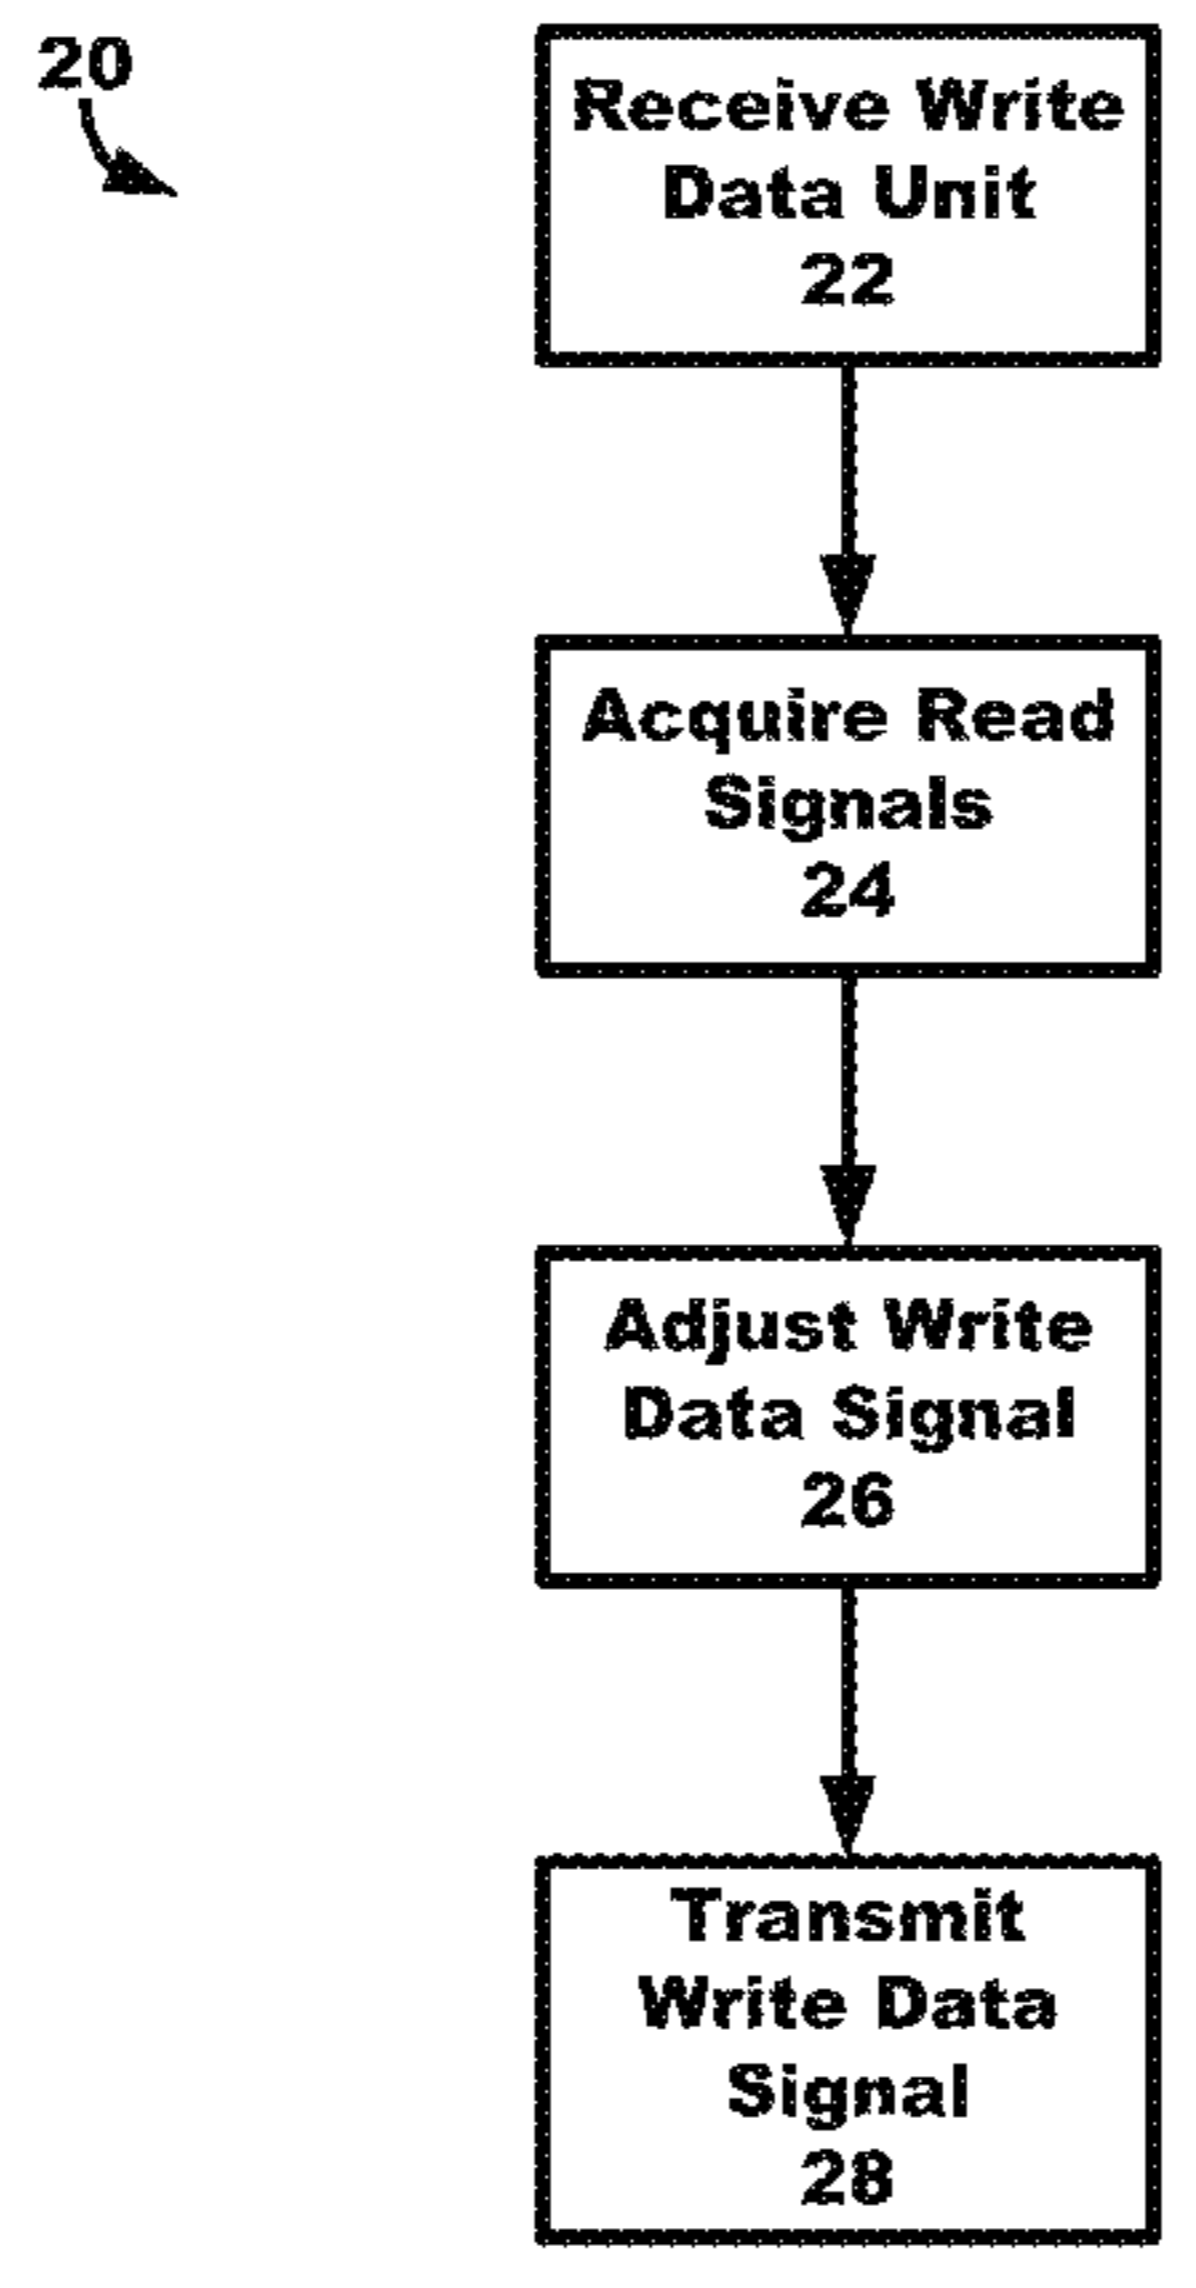 20
Receive Write
Data Unit
22
Acquire Read
Signals
24
Adjust Write
Data Signal
26
Transmit
Write Data
Signal
28